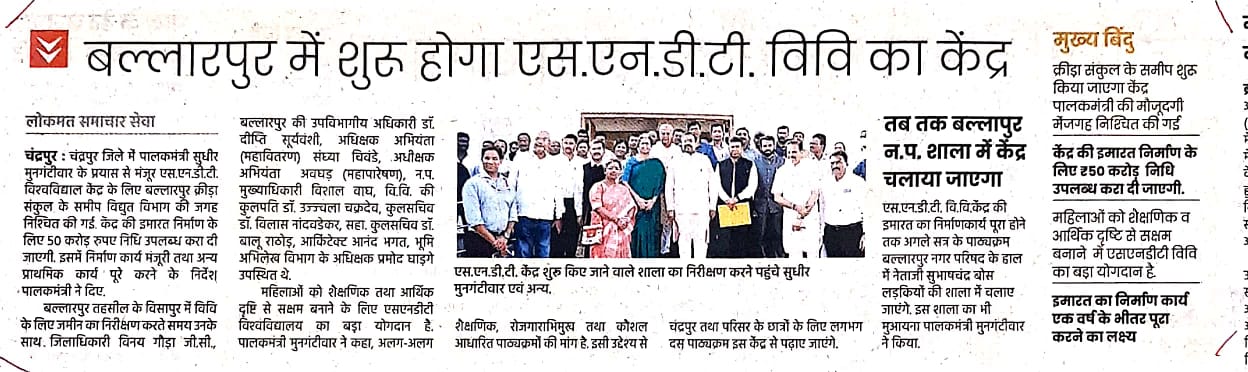 बल्लारपुर में शुरू होगा एस.एन.डी.टी. विवि का केंद्र
लोकमत समाचार सेवा
चंद्रपुर : चंद्रपुर जिले में पालकमंत्री सुधीर
मुनगंटीवार के प्रयास से मंजूर एस.एन.डी.टी.
विश्वविद्याल केंद्र के लिए बल्लारपुर क्रीड़ा
संकुल के समीप विद्युत विभाग की जगह
निश्चित की गई. केंद्र की इमारत निर्माण के
लिए 50 करोड़ रुपए निधि उपलब्ध करा दी
जाएगी. इसमें निर्माण कार्य मंजूरी तथा अन्य
प्राथमिक कार्य पूरे करने के निर्देश
पालकमंत्री ने दिए.
बल्लारपुर तहसील के विसापुर में विवि
के लिए जमीन का निरीक्षण करते समय उनके
साथ. जिलाधिकारी विनय गौड़ा जी.सी.,
बल्लारपुर की उपविभागीय अधिकारी डॉ.
दीप्ति सूर्यवंशी, अधिक्षक अभियंता
(महावितरण) संध्या चिवंडे, अधीक्षक
अभियंता अवघड़ (महापारेषण), न.प.
मुख्याधिकारी विशाल वाघ, वि.वि. की
कुलपति डॉ. उज्ज्वला चक्रदेव, कुलसचिव
डॉ. विलास नांदवडेकर, सहा. कुलसचिव डॉ.
बालू राठोड़, आर्किटेक्ट आनंद भगत, भूमि
अभिलेख विभाग के अधिक्षक प्रमोद घाड़गे
उपस्थित थे.
महिलाओं को शैक्षणिक तथा आर्थिक
दृष्टि से सक्षम बनाने के लिए एसएनडीटी
विश्वविद्यालय का बड़ा योगदान है.
पालकमंत्री मुनगंटीवार ने कहा, अलग-अलग
एस.एन.डी.टी. केंद्र शुरू किए जाने वाले शाला का निरीक्षण करने पहुंचे सुधीर
मुनगंटीवार एवं अन्य.
शैक्षणिक, रोजगाराभिमुख तथा कौशल
आधारित पाठ्यक्रमों की मांग है. इसी उद्देश्य से
चंद्रपुर तथा परिसर के छात्रों के लिए लगभग
दस पाठ्यक्रम इस केंद्र से पढ़ाए जाएंगे.
तब तक बल्लापुर
न.प. शाला में केंद्र
चलाया जाएगा
एस.एन.डी.टी. वि.वि.केंद्र की
इमारत का निर्माणकार्य पूरा होने
तक अगले सत्र के पाठ्यक्रम
बल्लारपुर नगर परिषद के हाल
में नेताजी सुभाषचंद्र बोस
लड़कियों की शाला में चलाए
जाएंगे. इस शाला का भी
मुआयना पालकमंत्री मुनगंटीवार
ने किया.
मुख्य बिंदु
क्रीड़ा संकुल के समीप शुरू
किया जाएगा केंद्र
पालकमंत्री की मौजूदगी
मेंजगह निश्चित की गई
केंद्र की इमारत निर्माण के
लिए ₹50 करोड़ निधि
उपलब्ध करा दी जाएगी.
महिलाओं को शैक्षणिक व
आर्थिक दृष्टि से सक्षम
बनाने में एसएनडीटी विवि
का बड़ा योगदान है.
इमारत का निर्माण कार्य
एक वर्ष के भीतर पूरा
करने का लक्ष्य